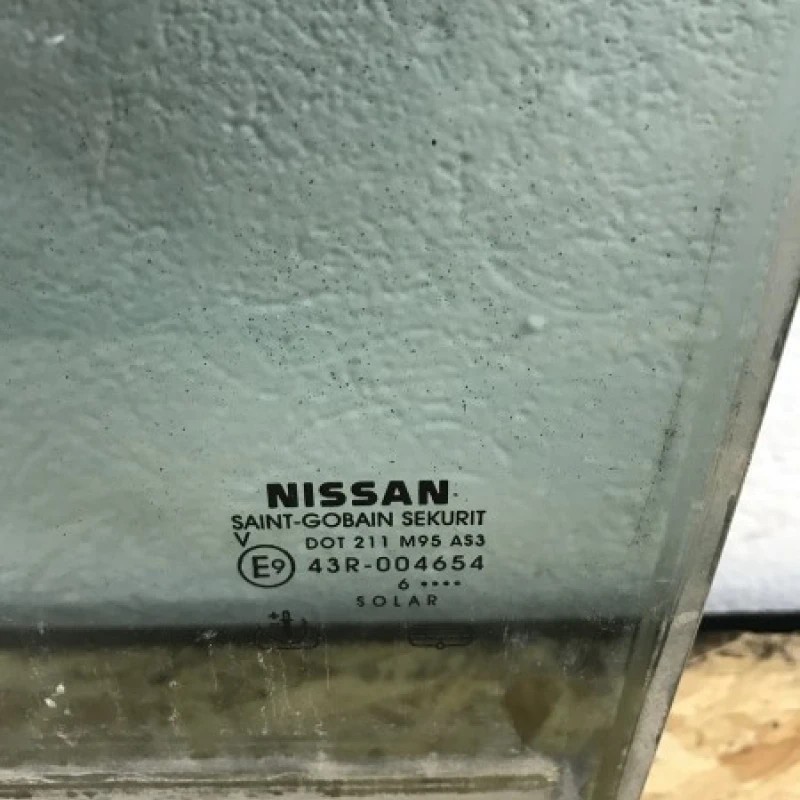 NISSAN
SAINT-GOBAIN SEKURIT
V
DOT 211 M95 AS3
E9 43R-004654
6 ••••
SOLAR